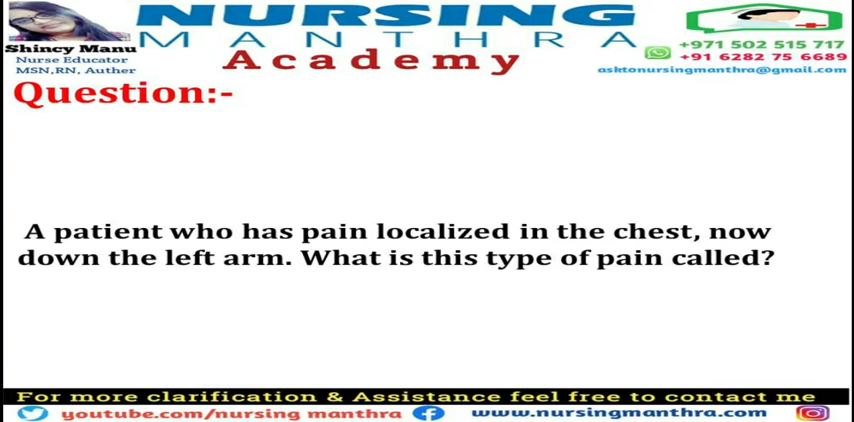 NURSING
MANTHRA
Academy
Shincy Manu
Nurse Educator
MSN,RN, Auther
+971 502 515 717
+91 6282 75 6689
asktonursingmanthra@gmail.com
Question:-
A patient who has pain localized in the chest, now
down the left arm. What is this type of pain called?
For more clarification & Assistance feel free to contact me
youtube.com/nursing manthra
www.nursingmanthra.com